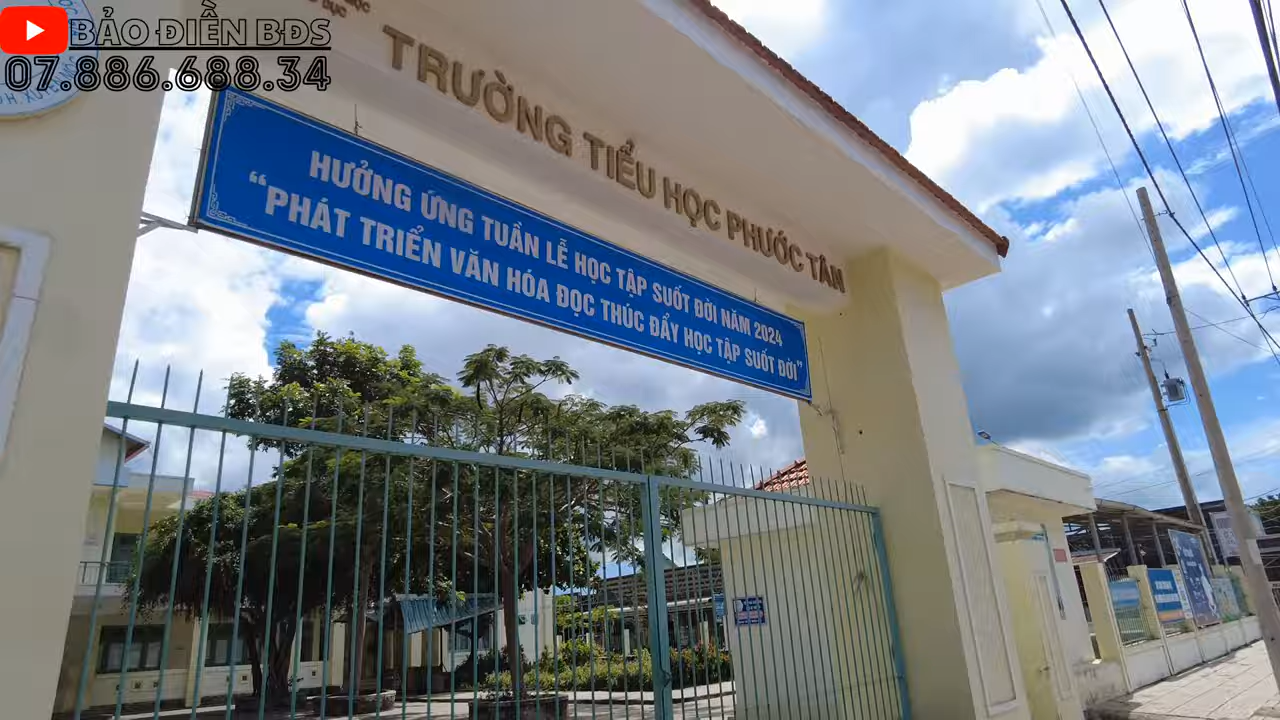 BẢO ĐIỀN BĐS
07.886.688.34
TRƯỜNG TIỂU HỌC PHƯỚC TÂN
HƯỞNG ỨNG TUẦN LỄ HỌC TẬP SUỐT ĐỜI NĂM 2024
“PHÁT TRIỂN VĂN HÓA ĐỌC THÚC ĐẨY HỌC TẬP SUỐT ĐỜI”